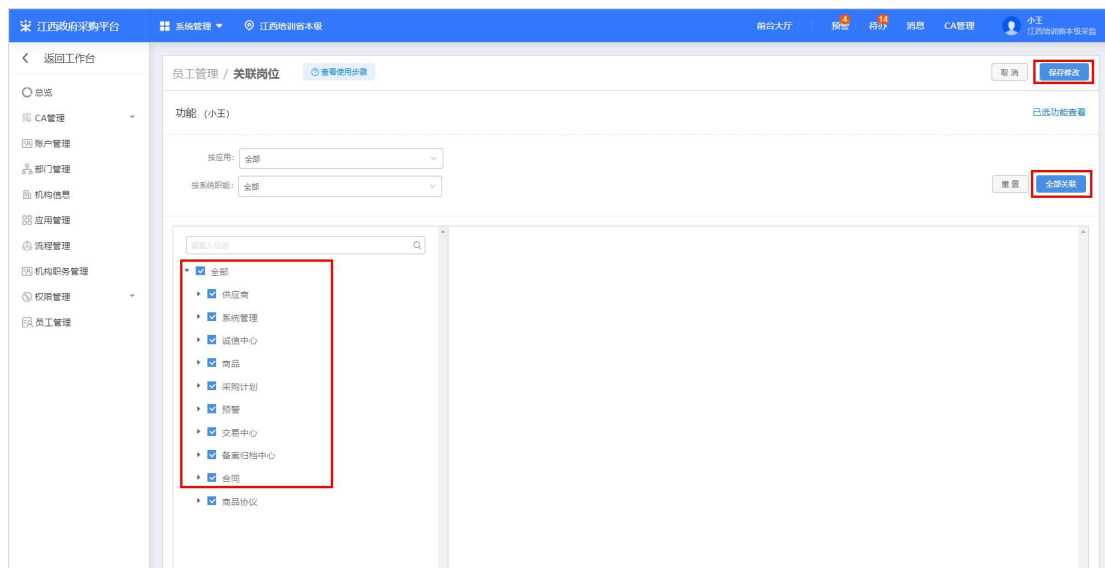 江西政府采购平台 系统管理 江西培训省本级 前台大厅 预警 4 待办 14 消息 CA管理 小王
江西培训省本级采监
返回工作台
总览
CA管理
账户管理
部门管理
机构信息
应用管理
流程管理
机构职务管理
权限管理
员工管理
员工管理 / 关联岗位 查看使用步骤 取消 保存修改
功能 (小王) 已选功能查看
按应用: 全部
按系统职能: 全部 重置 全部关联
请输入功能
全部
供应商
系统管理
诚信中心
商品
采购计划
预警
交易中心
备案归档中心
合同
商品协议